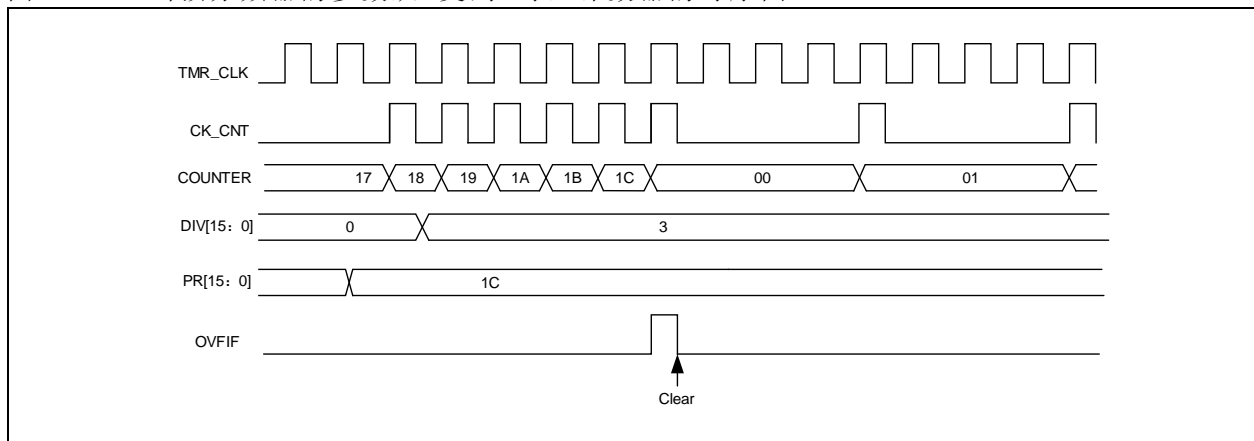 TMR_CLK
CK_CNT
COUNTER 17 18 19 1A 1B 1C 00 01
DIV[15：0] 0 3
PR[15：0] 1C
OVFIF
Clear